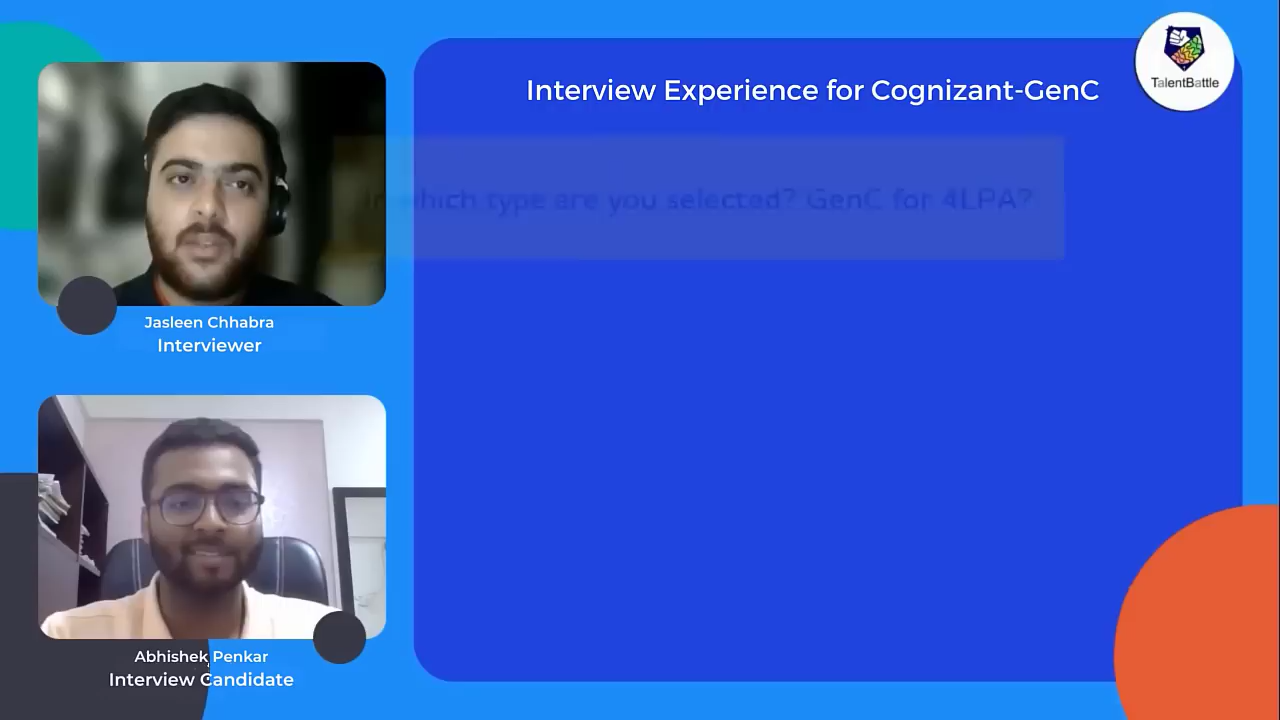 Interview Experience for Cognizant-GenC
TalentBattle
In which type are you selected? GenC for 4LPA?
Jasleen Chhabra
Interviewer
Abhishek Penkar
Interview Candidate